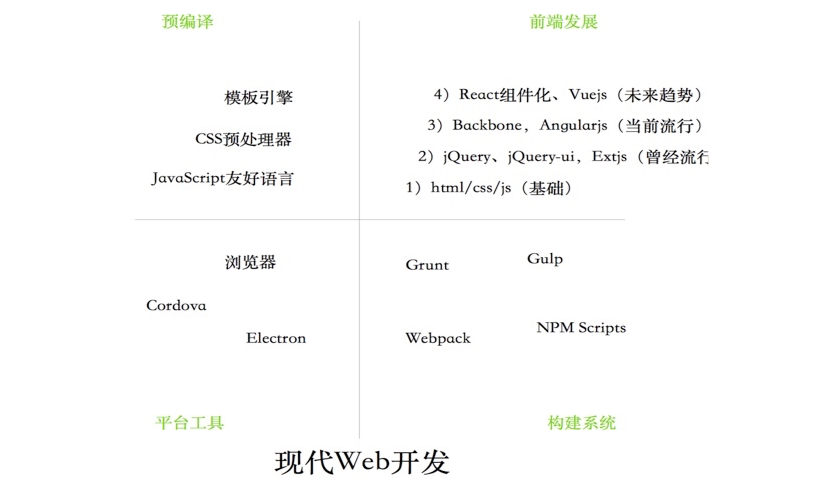 预编译
前端发展
模板引擎
CSS预处理器
JavaScript友好语言
4）React组件化、Vuejs（未来趋势）
3）Backbone，Angularjs（当前流行）
2）jQuery、jQuery-ui，Extjs（曾经流行
1）html/css/js（基础）
浏览器
Cordova
Electron
Grunt
Gulp
Webpack
NPM Scripts
平台工具
构建系统
现代Web开发